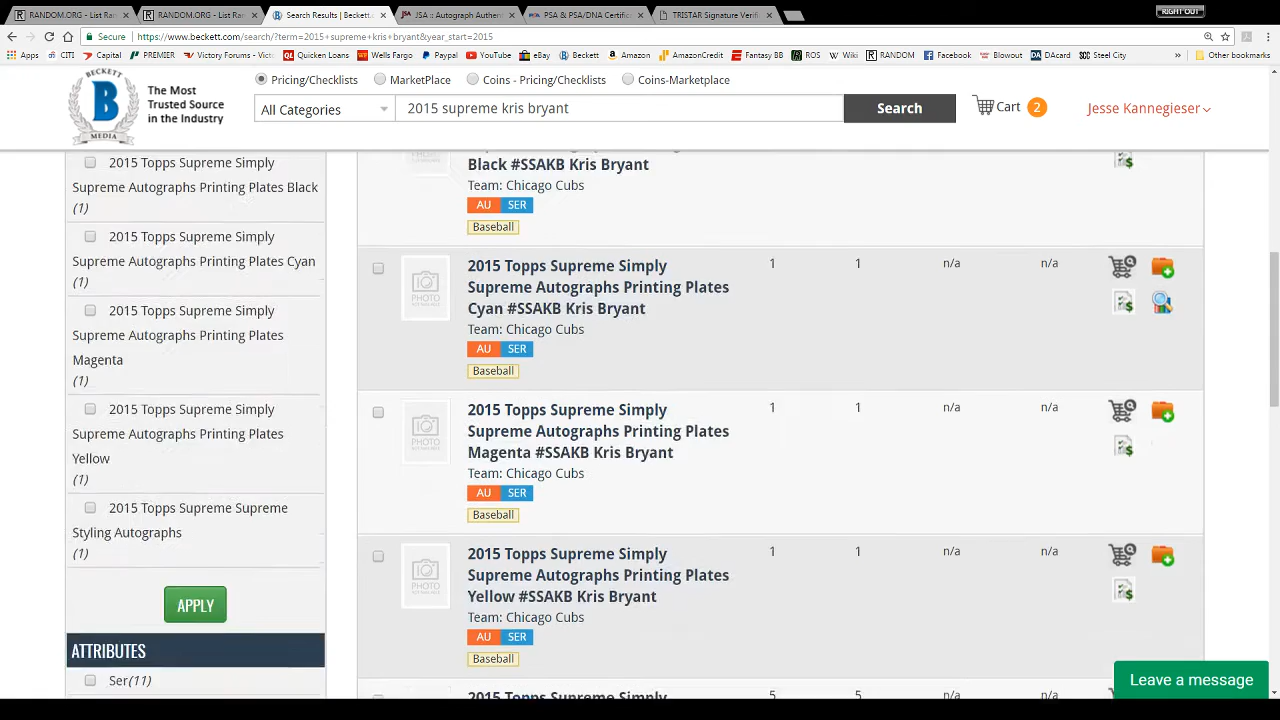 RANDOM.ORG - List Ran
RANDOM.ORG - List Ran
Search Results | Beckett.c
JSA :: Autograph Authent
PSA & PSA/DNA Certific
TRISTAR Signature Verifi
RIGHT OUT
Secure
https://www.beckett.com/search/?term=2015+supreme+kris+bryant&year_start=2015
Apps
CTP
Capital
PREMIER
Victory Forums - Victo
Quicken Loans
Wells Fargo
Paypal
YouTube
eBay
Beckett
Amazon
AmazonCredit
Fantasy BB
ROS
Wiki
RANDOM
Facebook
DAcard
Steel City
Other bookmarks
BECKETT
B
MEDIA
The Most
Trusted Source
in the Industry
Pricing/Checklists
MarketPlace
Coins - Pricing/Checklists
Coins-Marketplace
All Categories
2015 supreme kris bryant
Search
Cart 2
Jesse Kannegieser
2015 Topps Supreme Simply
Supreme Autographs Printing Plates Black
(1)
2015 Topps Supreme Simply
Supreme Autographs Printing Plates Cyan
(1)
2015 Topps Supreme Simply
Supreme Autographs Printing Plates
Magenta
(1)
2015 Topps Supreme Simply
Supreme Autographs Printing Plates
Yellow
(1)
2015 Topps Supreme Supreme
Styling Autographs
(1)
APPLY
ATTRIBUTES
Ser(11)
Black #SSAKB Kris Bryant
Team: Chicago Cubs
AU SER
Baseball
2015 Topps Supreme Simply 1 1 n/a n/a
Supreme Autographs Printing Plates
Cyan #SSAKB Kris Bryant
Team: Chicago Cubs
AU SER
Baseball
2015 Topps Supreme Simply 1 1 n/a n/a
Supreme Autographs Printing Plates
Magenta #SSAKB Kris Bryant
Team: Chicago Cubs
AU SER
Baseball
2015 Topps Supreme Simply 1 1 n/a n/a
Supreme Autographs Printing Plates
Yellow #SSAKB Kris Bryant
Team: Chicago Cubs
AU SER
Baseball
2015 Topps Supreme Simply 5 5 n/a n/a
Leave a message